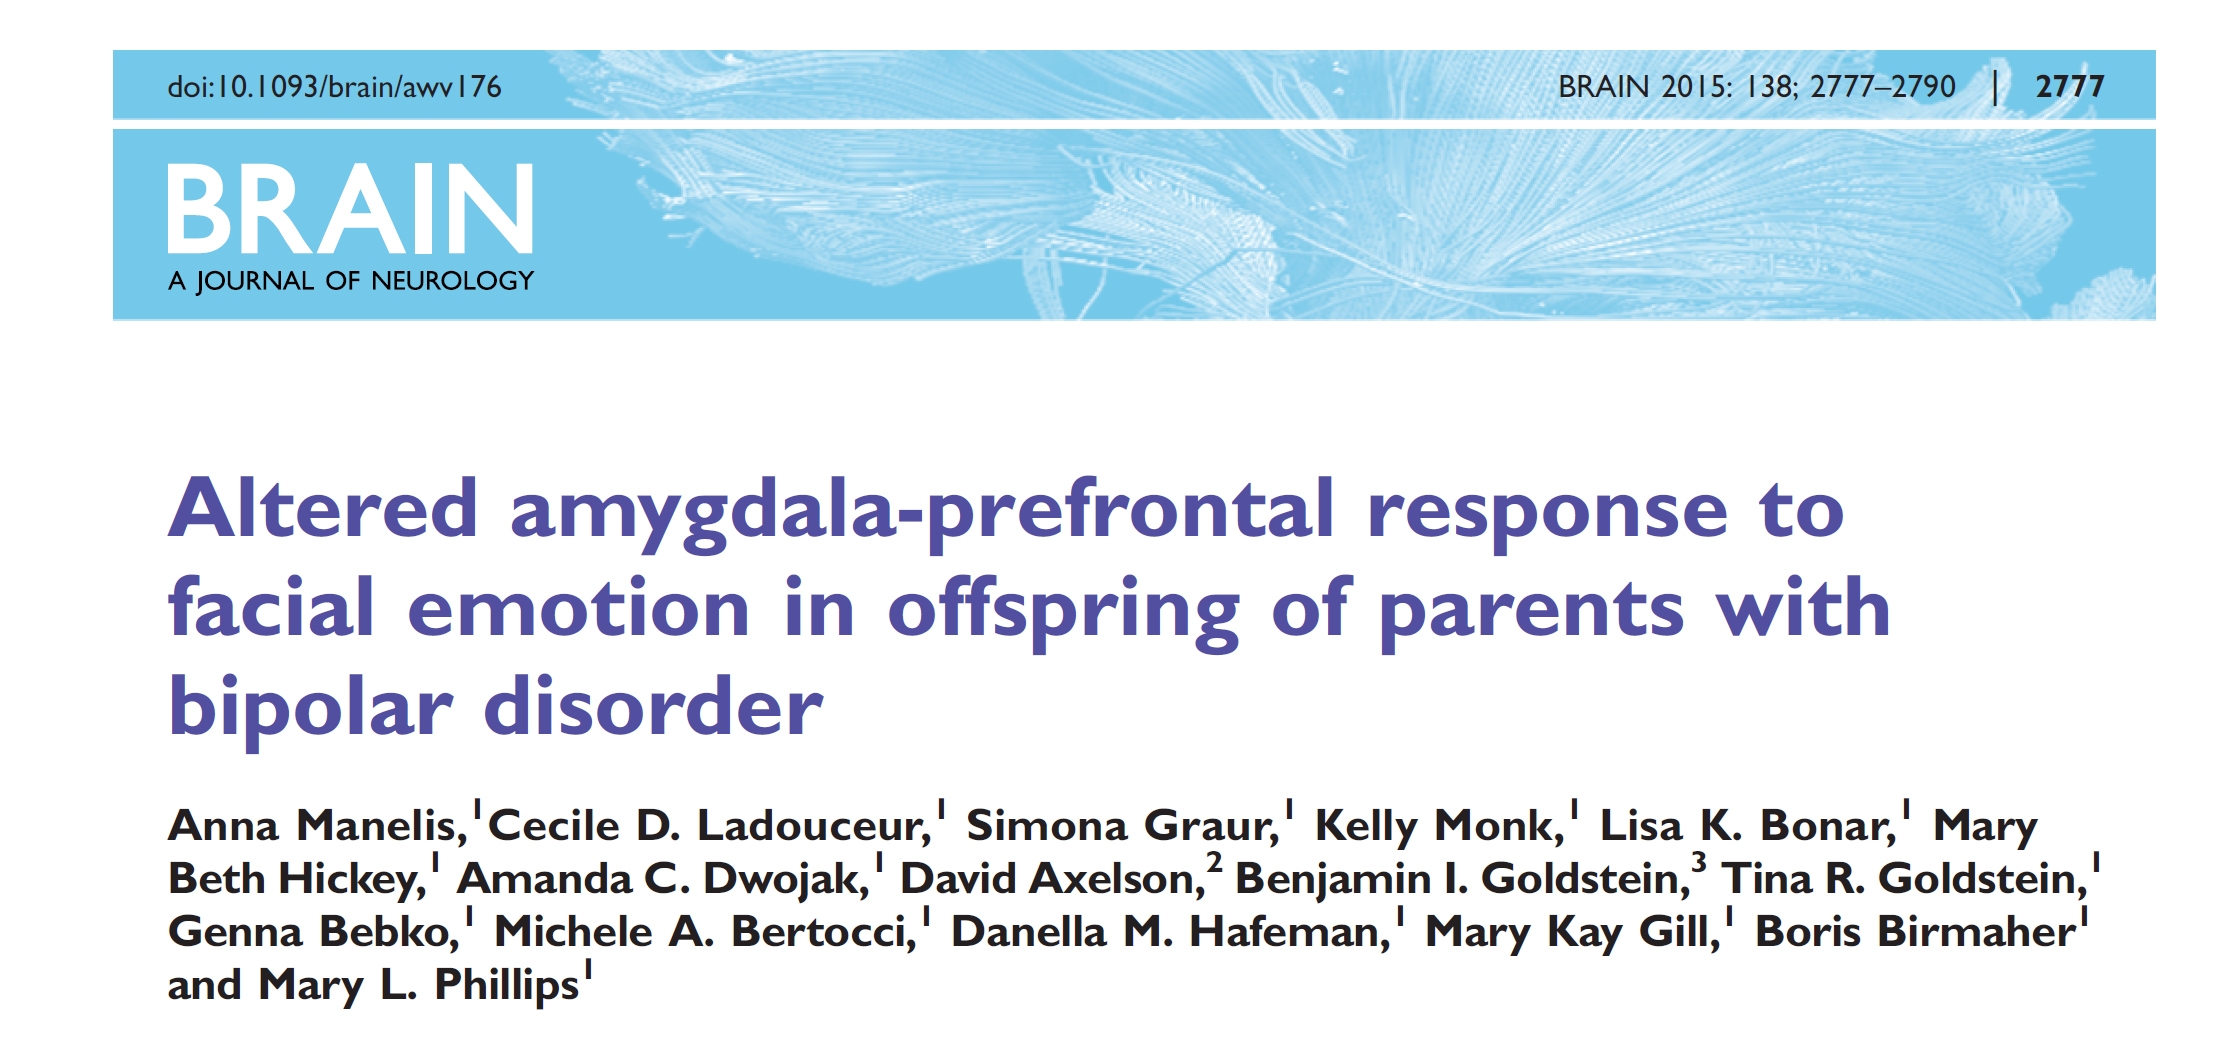 doi:10.1093/brain/awv176 BRAIN 2015: 138; 2777–2790 | 2777
BRAIN
A JOURNAL OF NEUROLOGY
Altered amygdala-prefrontal response to
facial emotion in offspring of parents with
bipolar disorder
Anna Manelis,1 Cecile D. Ladouceur,1 Simona Graur,1 Kelly Monk,1 Lisa K. Bonar,1 Mary
Beth Hickey,1 Amanda C. Dwojak,1 David Axelson,2 Benjamin I. Goldstein,3 Tina R. Goldstein,1
Genna Bebko,1 Michele A. Bertocci,1 Danella M. Hafeman,1 Mary Kay Gill,1 Boris Birmaher1
and Mary L. Phillips1